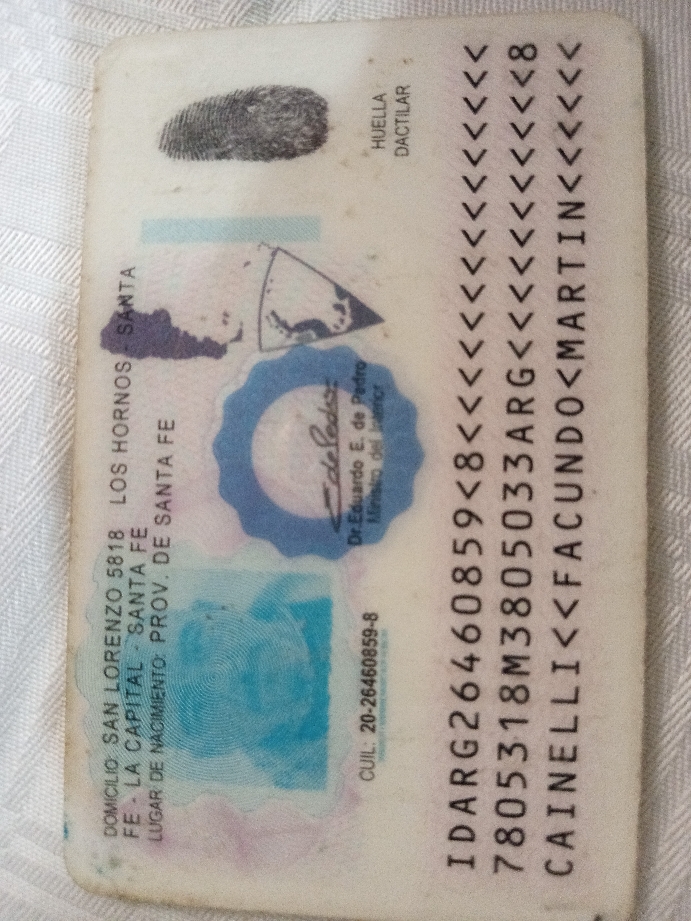 DOMICILIO: SAN LORENZO 5818 LOS HORNOS - SANTA
FE - LA CAPITAL - SANTA FE
LUGAR DE NACIMIENTO: PROV. DE SANTA FE
HUELLA
DACTILAR
Dr. Eduardo E. de Pedro
Ministro del Interior
CUIL: 20-26460859-8
IDARG26460859<8<<<<<<<<<<<<<<<
7805318M3805033ARG<<<<<<<<<<<8
CAINELLI<<FACUNDO<MARTIN<<<<<<